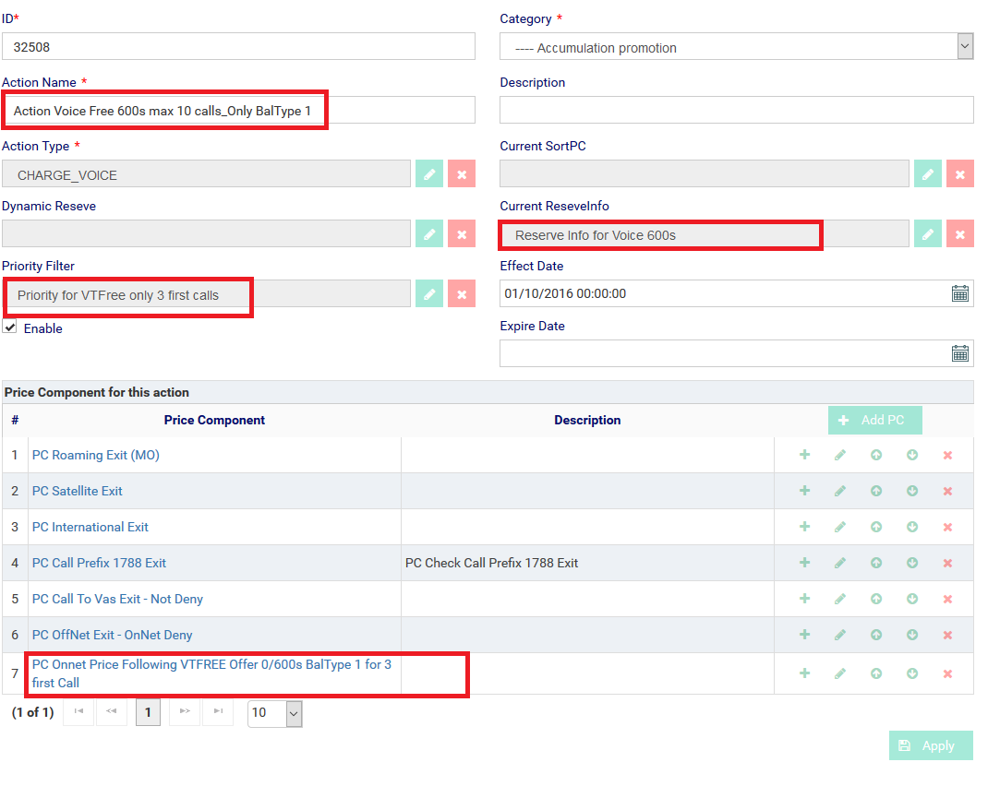 ID*
Category *
32508
---- Accumulation promotion
Action Name *
Description
Action Voice Free 600s max 10 calls_Only BalType 1
Action Type *
Current SortPC
CHARGE_VOICE
Dynamic Reseve
Current ReseveInfo
Reserve Info for Voice 600s
Priority Filter
Effect Date
Priority for VTFree only 3 first calls
01/10/2016 00:00:00
Enable
Expire Date
Price Component for this action
# Price Component Description Add PC
1 PC Roaming Exit (MO)
2 PC Satellite Exit
3 PC International Exit
4 PC Call Prefix 1788 Exit PC Check Call Prefix 1788 Exit
5 PC Call To Vas Exit - Not Deny
6 PC OffNet Exit - OnNet Deny
7 PC Onnet Price Following VTFREE Offer 0/600s BalType 1 for 3
first Call
(1 of 1) 1 10
Apply